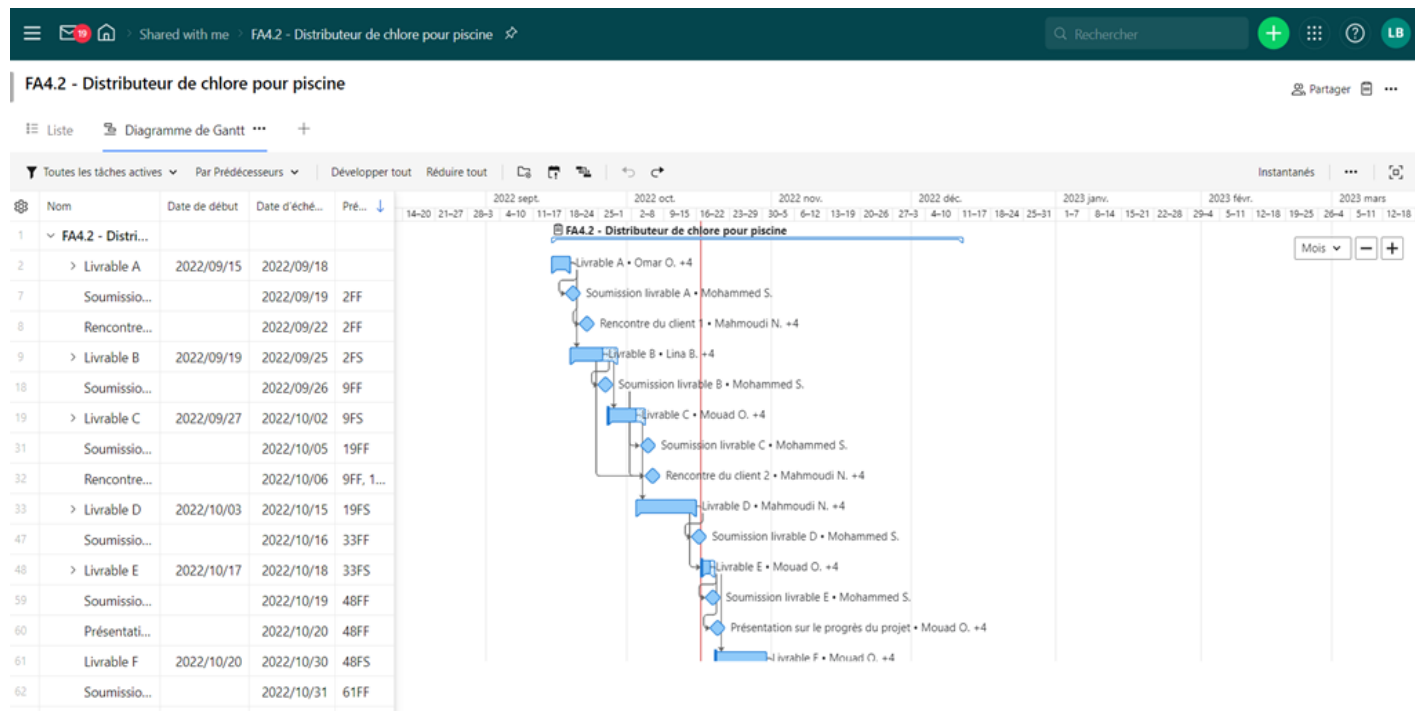 19 Shared with me > FA4.2 - Distributeur de chlore pour piscine Rechercher LB
FA4.2 - Distributeur de chlore pour piscine Partager
Liste Diagramme de Gantt
Toutes les tâches actives Par Prédécesseurs Développer tout Réduire tout Instantanés
Nom Date de début Date d'éché... Pré...
2022 sept. 2022 oct. 2022 nov. 2022 déc. 2023 janv. 2023 févr. 2023 mars
14–20 21–27 28–3 4–10 11–17 18–24 25–1 2–8 9–15 16–22 23–29 30–5 6–12 13–19 20–26 27–3 4–10 11–17 18–24 25–31 1–7 8–14 15–21 22–28 29–4 5–11 12–18 19–25 26–4 5–11 12–18
1 FA4.2 - Distri... FA4.2 - Distributeur de chlore pour piscine
Mois
2 Livrable A 2022/09/15 2022/09/18 Livrable A • Omar O. +4
7 Soumissio... 2022/09/19 2FF Soumission livrable A • Mohammed S.
8 Rencontre... 2022/09/22 2FF Rencontre du client 1 • Mahmoudi N. +4
9 Livrable B 2022/09/19 2022/09/25 2FS Livrable B • Lina B. +4
18 Soumissio... 2022/09/26 9FF Soumission livrable B • Mohammed S.
19 Livrable C 2022/09/27 2022/10/02 9FS Livrable C • Mouad O. +4
31 Soumissio... 2022/10/05 19FF Soumission livrable C • Mohammed S.
32 Rencontre... 2022/10/06 9FF, 1... Rencontre du client 2 • Mahmoudi N. +4
33 Livrable D 2022/10/03 2022/10/15 19FS Livrable D • Mahmoudi N. +4
47 Soumissio... 2022/10/16 33FF Soumission livrable D • Mohammed S.
48 Livrable E 2022/10/17 2022/10/18 33FS Livrable E • Mouad O. +4
59 Soumissio... 2022/10/19 48FF Soumission livrable E • Mohammed S.
60 Présentati... 2022/10/20 48FF Présentation sur le progrès du projet • Mouad O. +4
61 Livrable F 2022/10/20 2022/10/30 48FS Livrable F • Mouad O. +4
62 Soumissio... 2022/10/31 61FF